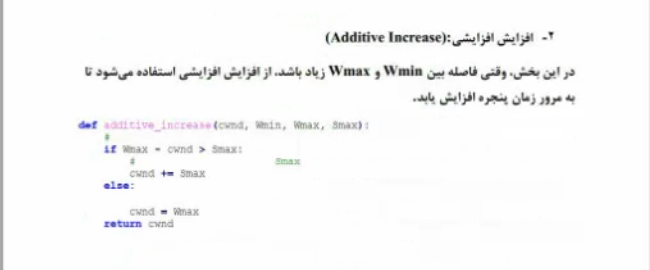 ۲- افزایش افزایشی:(Additive Increase)
در این بخش، وقتی فاصله بین Wmin و Wmax زیاد باشد، از افزایش افزایشی استفاده می‌شود تا
به مرور زمان پنجره افزایش یابد.
def additive_increase(cwnd, Wmin, Wmax, Smax):
#
if Wmax - cwnd > Smax:
# Smax
cwnd += Smax
else:
cwnd = Wmax
return cwnd